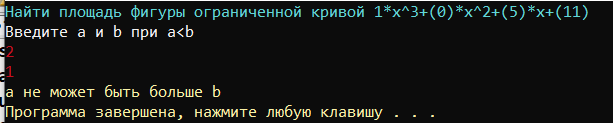 Найти площадь фигуры ограниченной кривой 1*x^3+(0)*x^2+(5)*x+(11)
Введите a и b при a<b
2
1
a не может быть больше b
Программа завершена, нажмите любую клавишу . . .